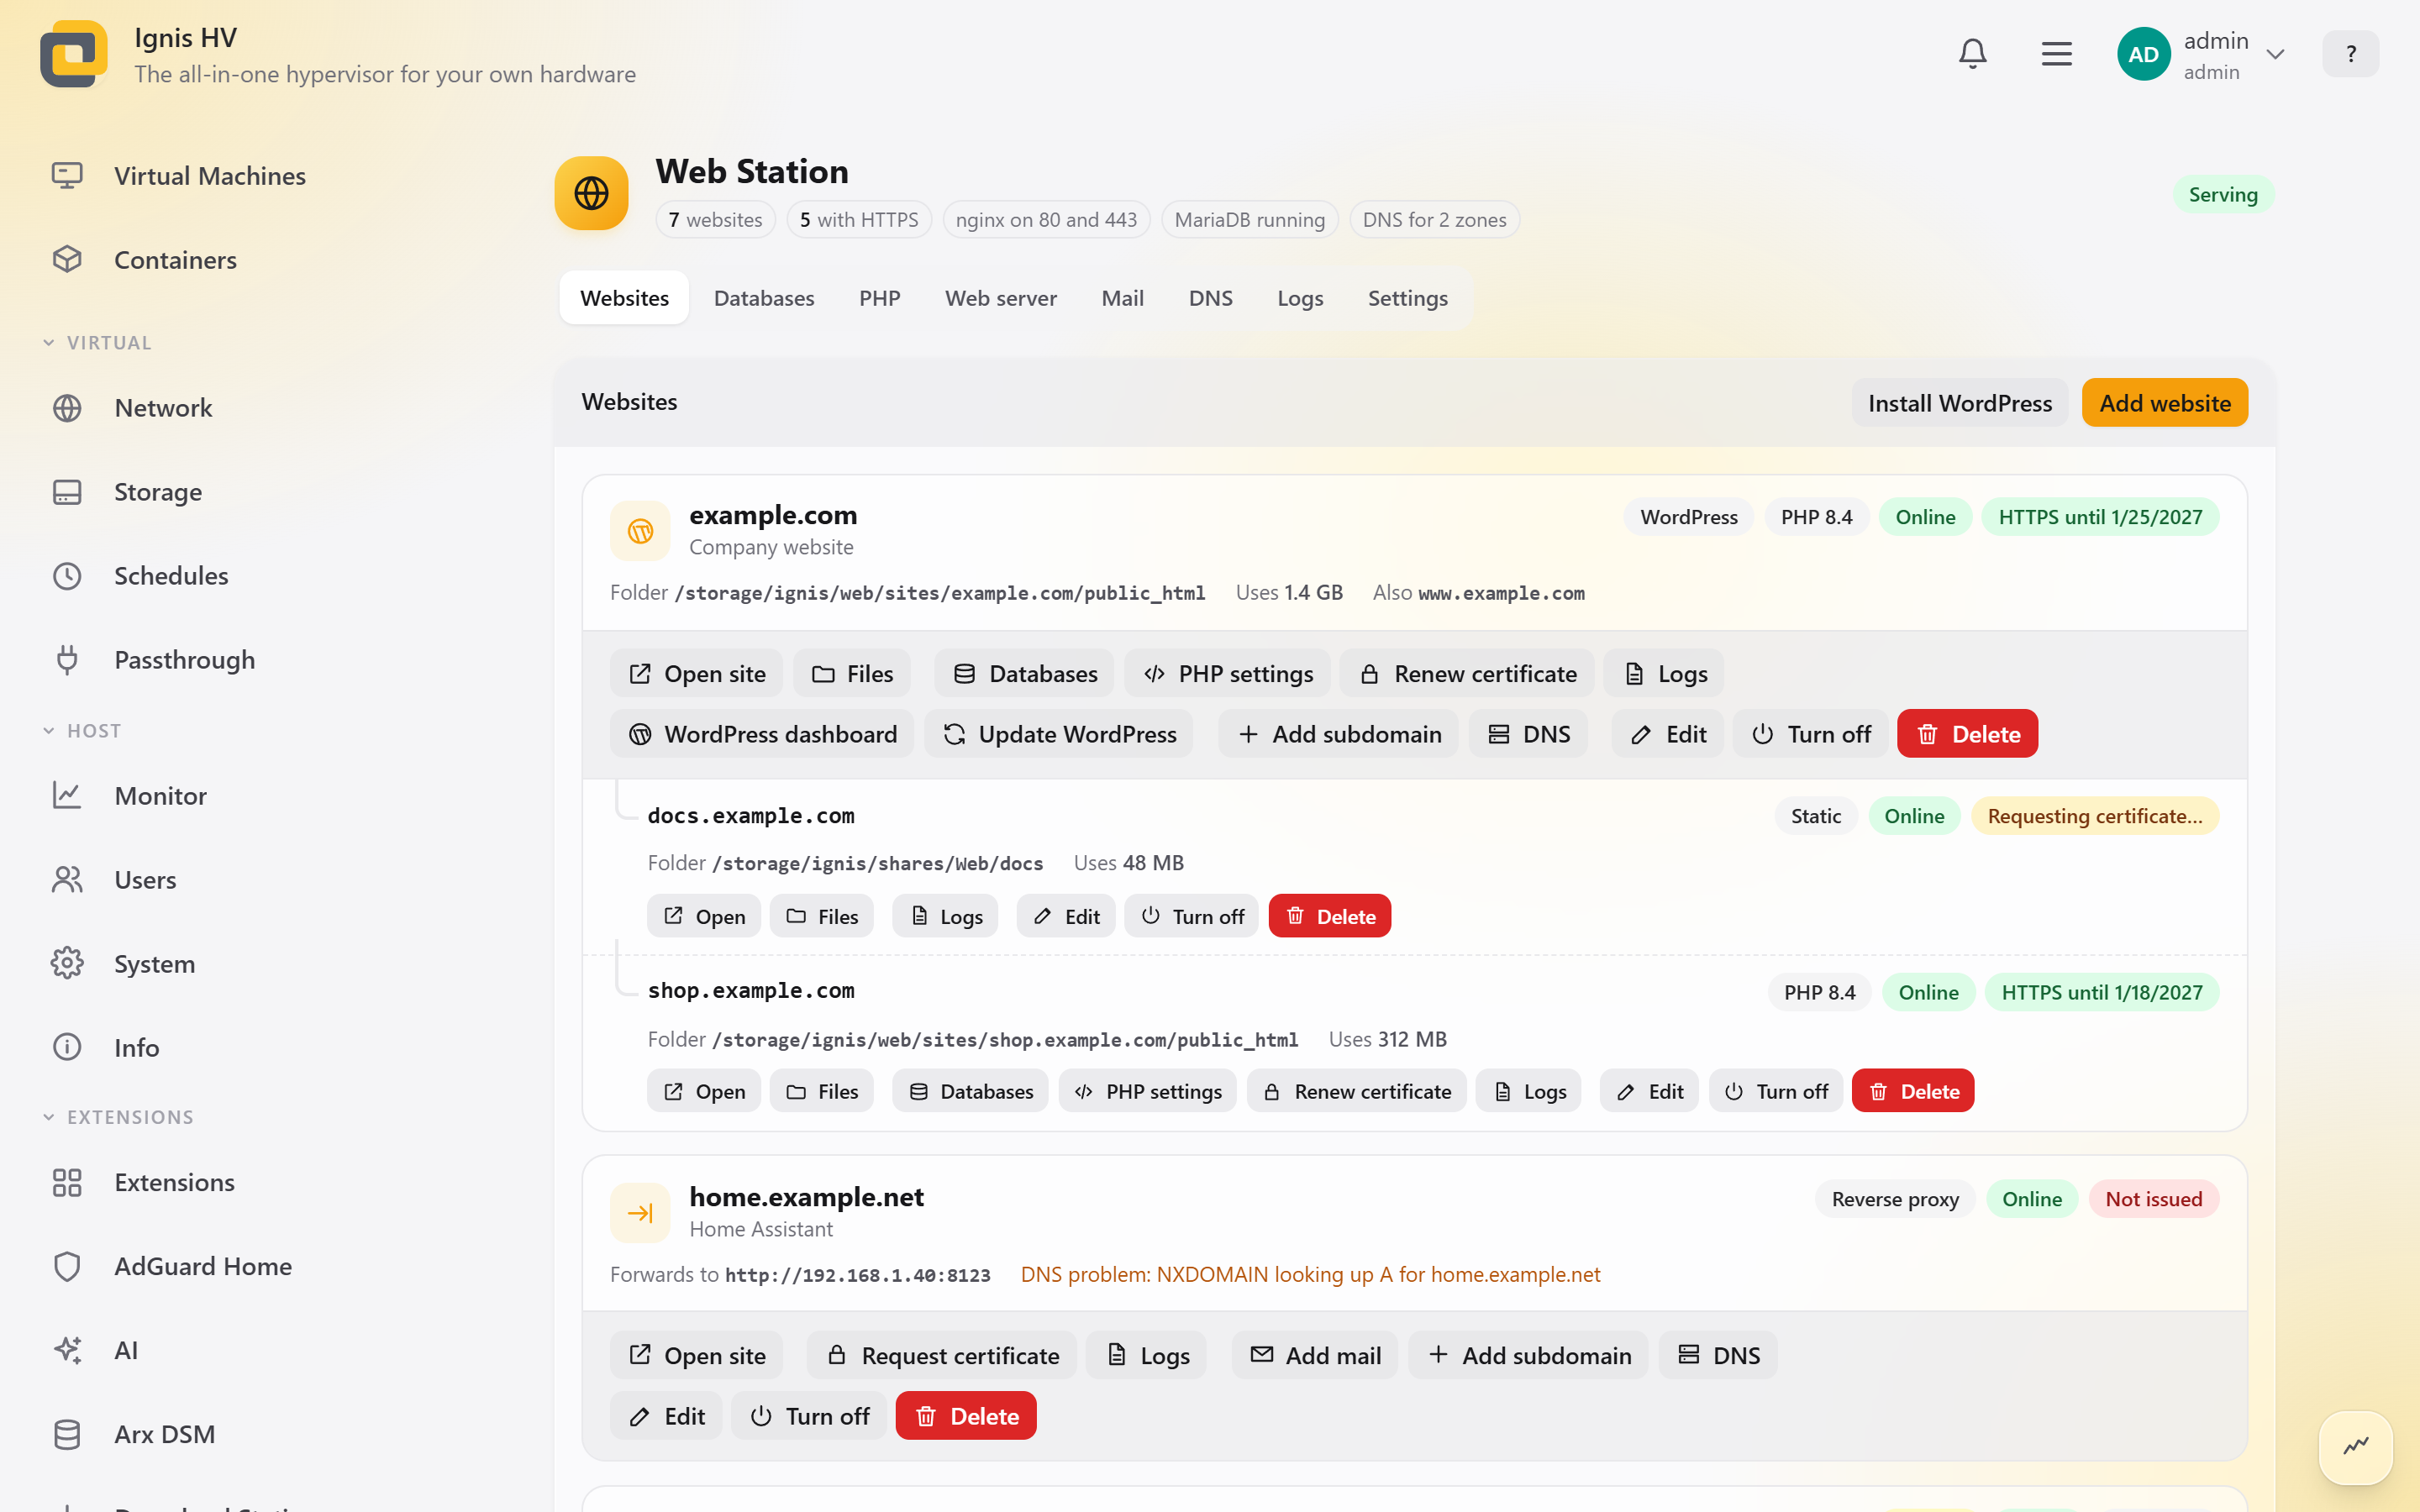 Ignis HV
The all-in-one hypervisor for your own hardware
AD
admin
admin
?
Virtual Machines
Containers
VIRTUAL
Network
Storage
Schedules
Passthrough
HOST
Monitor
Users
System
Info
EXTENSIONS
Extensions
AdGuard Home
AI
Arx DSM
Web Station
7 websites 5 with HTTPS nginx on 80 and 443 MariaDB running DNS for 2 zones
Serving
Websites Databases PHP Web server Mail DNS Logs Settings
Websites
Install WordPress Add website
example.com
Company website
WordPress PHP 8.4 Online HTTPS until 1/25/2027
Folder /storage/ignis/web/sites/example.com/public_html Uses 1.4 GB Also www.example.com
Open site Files Databases PHP settings Renew certificate Logs
WordPress dashboard Update WordPress Add subdomain DNS Edit Turn off Delete
docs.example.com
Static Online Requesting certificate...
Folder /storage/ignis/shares/Web/docs Uses 48 MB
Open Files Logs Edit Turn off Delete
shop.example.com
PHP 8.4 Online HTTPS until 1/18/2027
Folder /storage/ignis/web/sites/shop.example.com/public_html Uses 312 MB
Open Files Databases PHP settings Renew certificate Logs Edit Turn off Delete
home.example.net
Home Assistant
Reverse proxy Online Not issued
Forwards to http://192.168.1.40:8123 DNS problem: NXDOMAIN looking up A for home.example.net
Open site Request certificate Logs Add mail Add subdomain DNS
Edit Turn off Delete